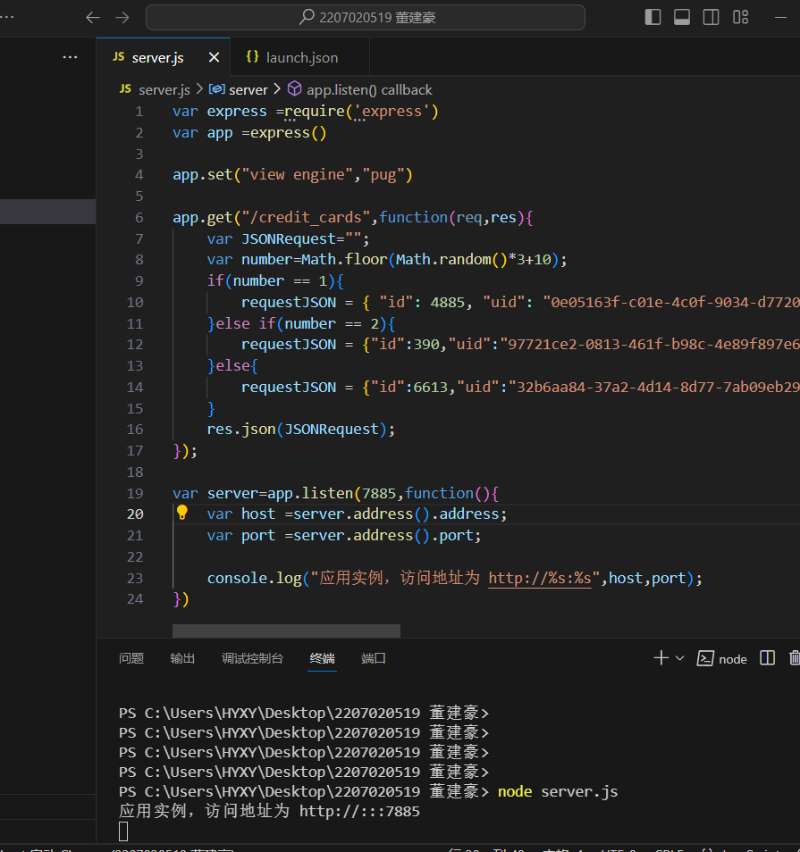 2207020519 董建豪
JS server.js
{} launch.json
JS server.js > server > app.listen() callback
1 var express =require('express')
2 var app =express()
3
4 app.set("view engine","pug")
5
6 app.get("/credit_cards",function(req,res){
7 var JSONRequest="";
8 var number=Math.floor(Math.random()*3+10);
9 if(number == 1){
10 requestJSON = { "id": 4885, "uid": "0e05163f-c01e-4c0f-9034-d7720
11 }else if(number == 2){
12 requestJSON = {"id":390,"uid":"97721ce2-0813-461f-b98c-4e89f897e6
13 }else{
14 requestJSON = {"id":6613,"uid":"32b6aa84-37a2-4d14-8d77-7ab09eb29
15 }
16 res.json(JSONRequest);
17 });
18
19 var server=app.listen(7885,function(){
20 var host =server.address().address;
21 var port =server.address().port;
22
23 console.log("应用实例，访问地址为 http://%s:%s",host,port);
24 })
问题 输出 调试控制台 终端 端口
node
PS C:\Users\HYXY\Desktop\2207020519 董建豪>
PS C:\Users\HYXY\Desktop\2207020519 董建豪>
PS C:\Users\HYXY\Desktop\2207020519 董建豪>
PS C:\Users\HYXY\Desktop\2207020519 董建豪>
PS C:\Users\HYXY\Desktop\2207020519 董建豪> node server.js
应用实例，访问地址为 http://:::7885